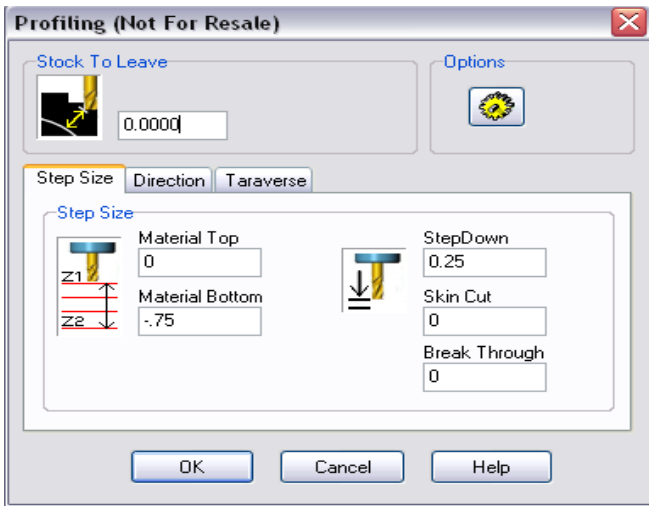 Profiling (Not For Resale)
Stock To Leave
Options
0.0000
Step Size Direction Taraverse
Step Size
Material Top
0
Material Bottom
-.75
Z1
Z2
StepDown
0.25
Skin Cut
0
Break Through
0
OK Cancel Help